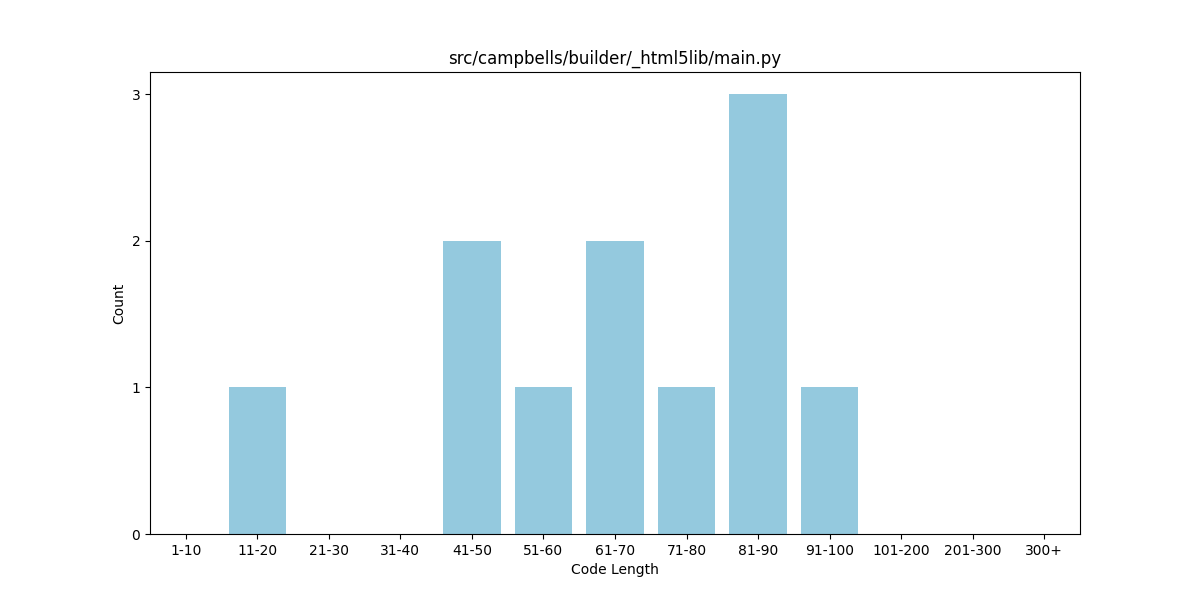 src/campbells/builder/_html5lib/main.py
3
2
1
0
Count
1-10 11-20 21-30 31-40 41-50 51-60 61-70 71-80 81-90 91-100 101-200 201-300 300+
Code Length